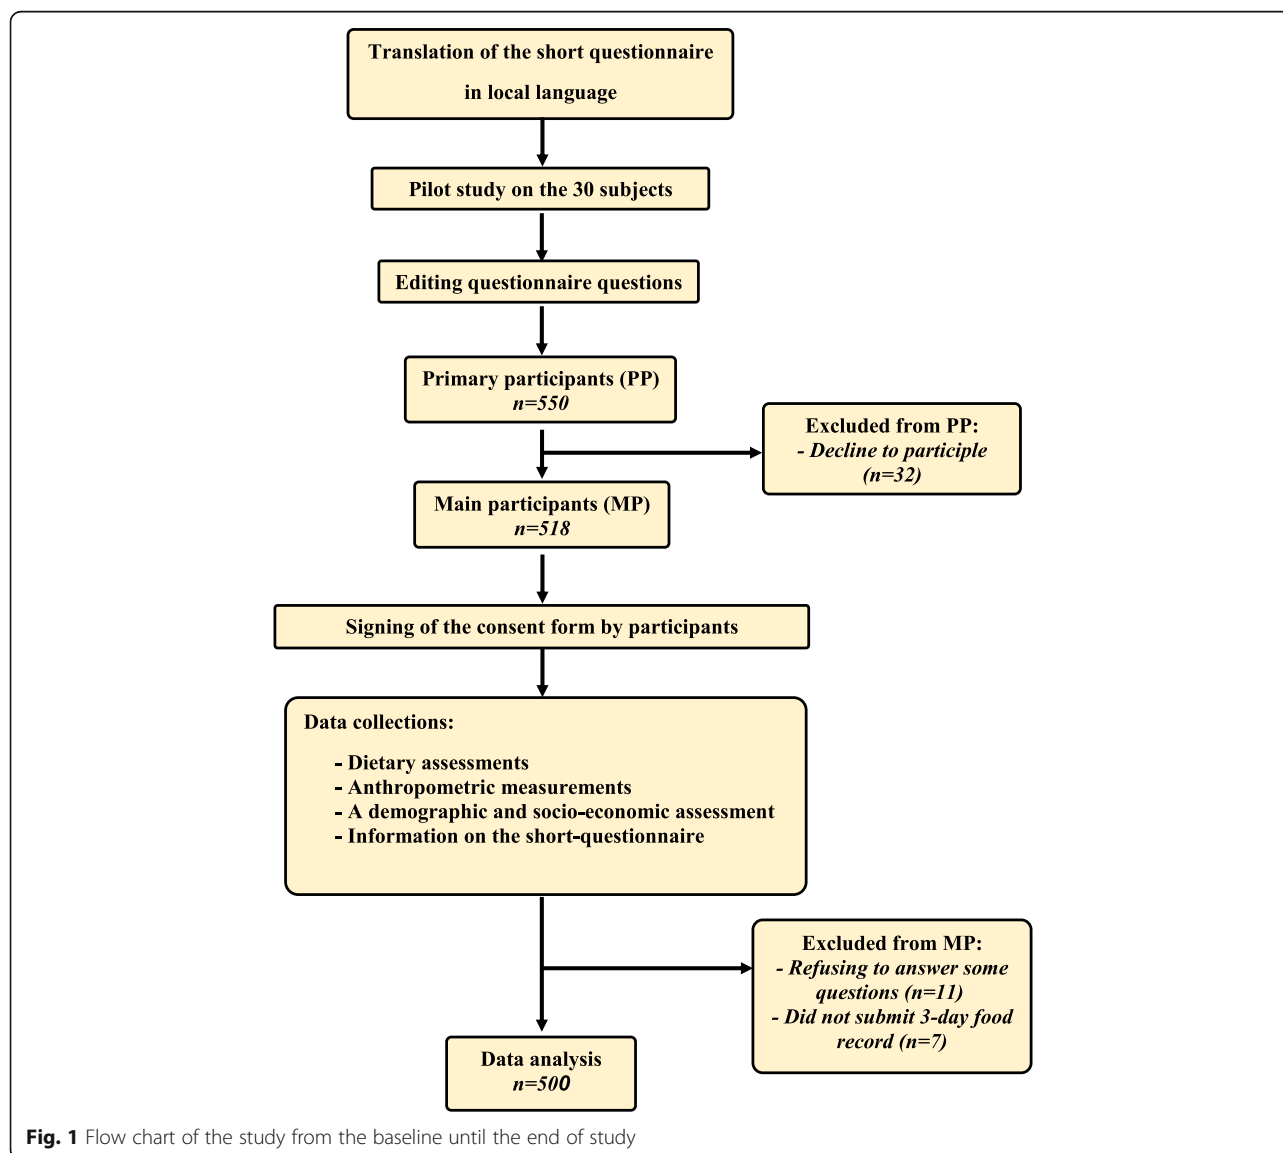 Translation of the short questionnaire
in local language
Pilot study on the 30 subjects
Editing questionnaire questions
Primary participants (PP)
n=550
Excluded from PP:
- Decline to participle
(n=32)
Main participants (MP)
n=518
Signing of the consent form by participants
Data collections:
- Dietary assessments
- Anthropometric measurements
- A demographic and socio-economic assessment
- Information on the short-questionnaire
Excluded from MP:
- Refusing to answer some
questions (n=11)
- Did not submit 3-day food
record (n=7)
Data analysis
n=500
Fig. 1 Flow chart of the study from the baseline until the end of study